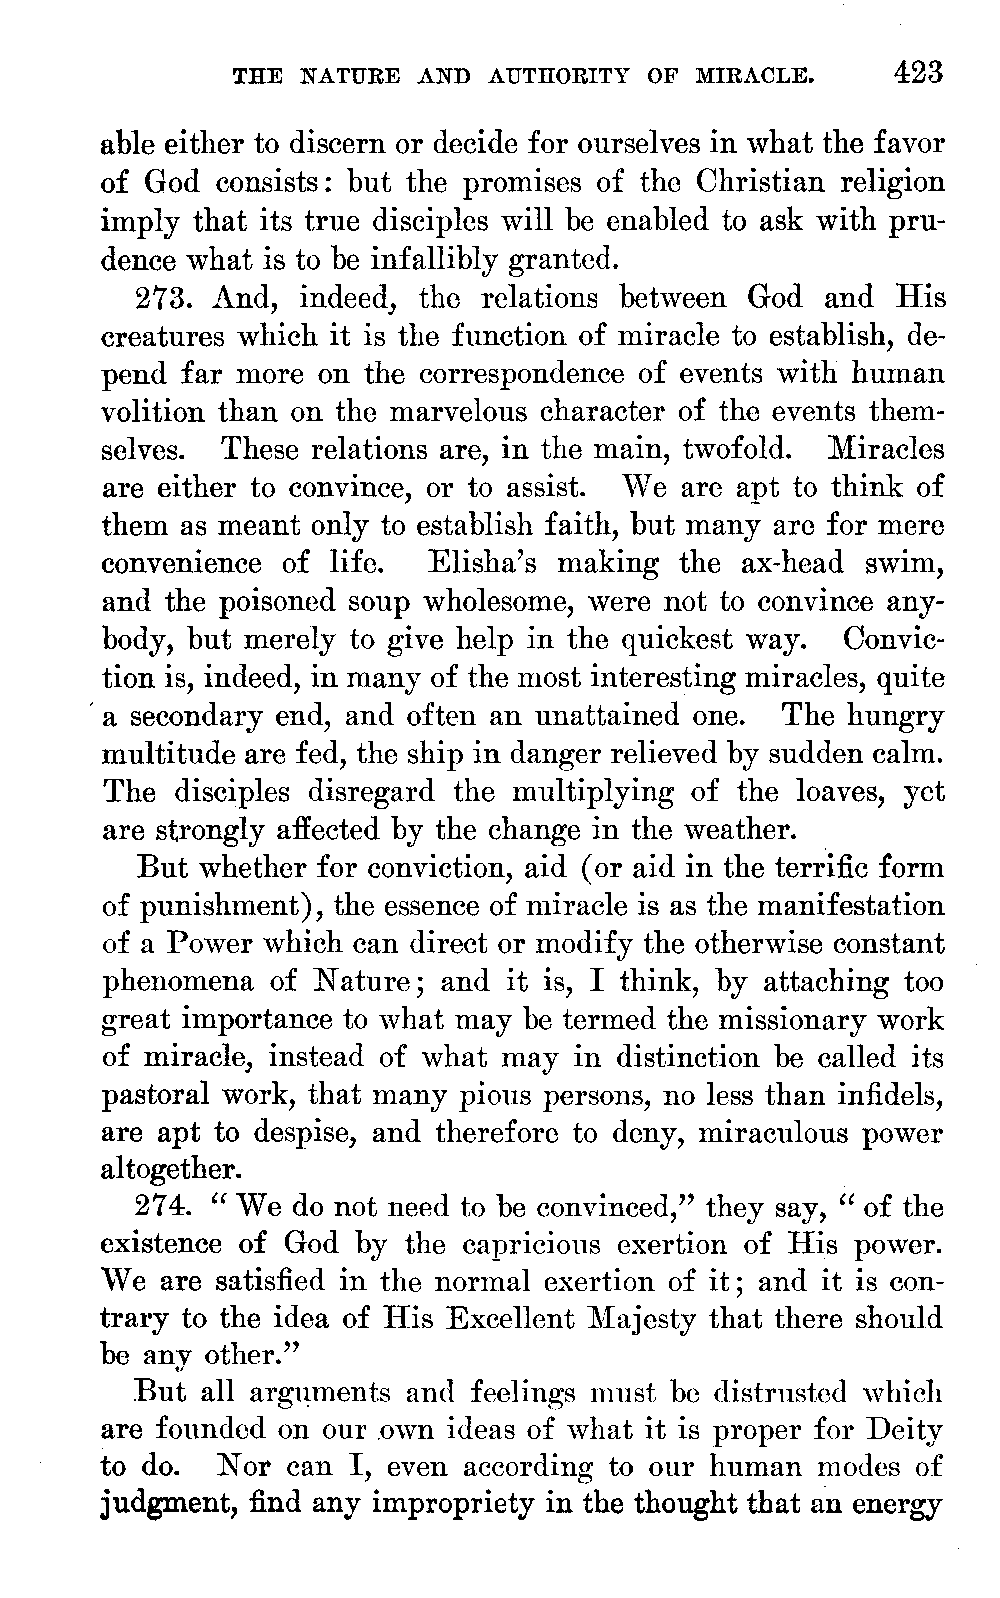 THE NATURE AND AUTHORITY OF MIRACLE. 423
able either to discern or decide for ourselves in what the favor
of God consists: but the promises of the Christian religion
imply that its true disciples will be enabled to ask with pru-
dence what is to be infallibly granted.
273. And, indeed, the relations between God and His
creatures which it is the function of miracle to establish, de-
pend far more on the correspondence of events with human
volition than on the marvelous character of the events them-
selves. These relations are, in the main, twofold. Miracles
are either to convince, or to assist. We are apt to think of
them as meant only to establish faith, but many are for mere
convenience of life. Elisha's making the ax-head swim,
and the poisoned soup wholesome, were not to convince any-
body, but merely to give help in the quickest way. Convic-
tion is, indeed, in many of the most interesting miracles, quite
a secondary end, and often an unattained one. The hungry
multitude are fed, the ship in danger relieved by sudden calm.
The disciples disregard the multiplying of the loaves, yet
are strongly affected by the change in the weather.
But whether for conviction, aid (or aid in the terrific form
of punishment), the essence of miracle is as the manifestation
of a Power which can direct or modify the otherwise constant
phenomena of Nature; and it is, I think, by attaching too
great importance to what may be termed the missionary work
of miracle, instead of what may in distinction be called its
pastoral work, that many pious persons, no less than infidels,
are apt to despise, and therefore to deny, miraculous power
altogether.
274. "We do not need to be convinced," they say, "of the
existence of God by the capricious exertion of His power.
We are satisfied in the normal exertion of it; and it is con-
trary to the idea of His Excellent Majesty that there should
be any other."
But all arguments and feelings must be distrusted which
are founded on our own ideas of what it is proper for Deity
to do. Nor can I, even according to our human modes of
judgment, find any impropriety in the thought that an energy